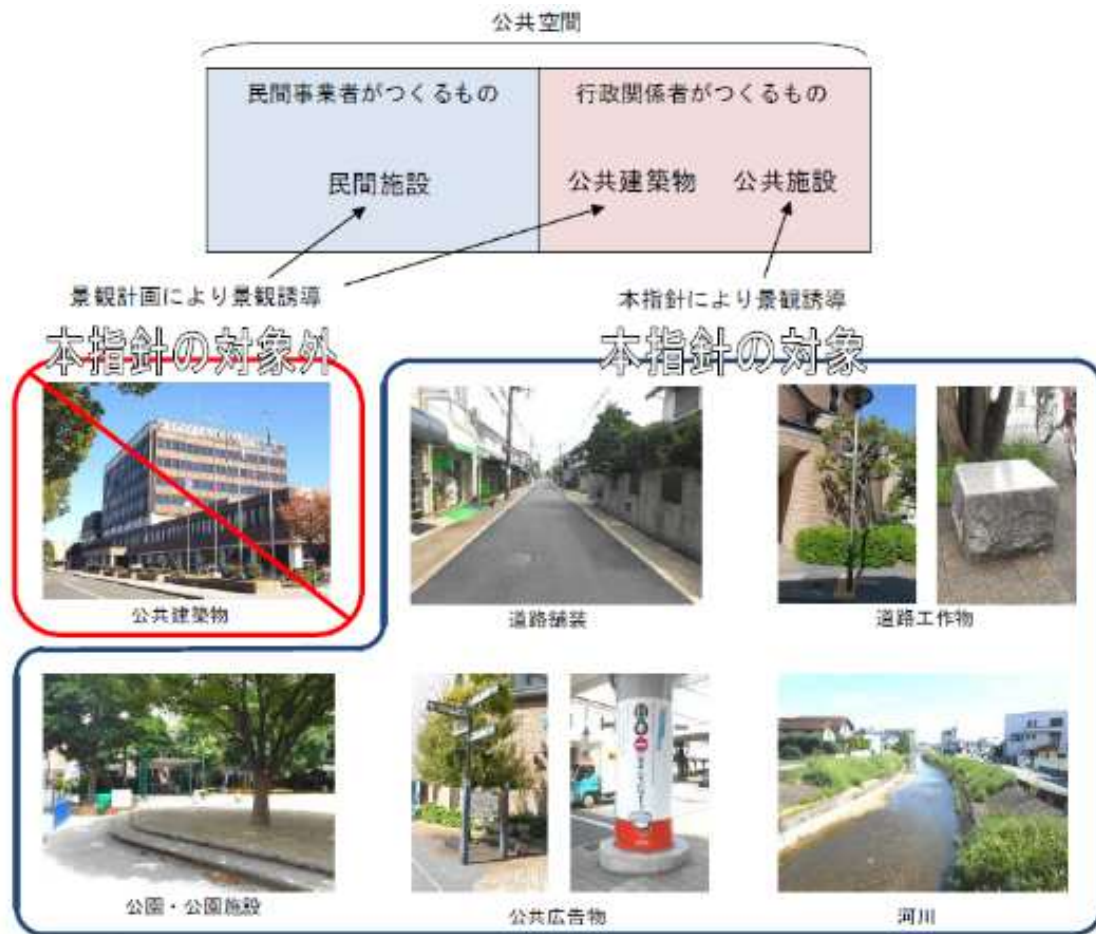 公共空間
民間事業者がつくるもの
行政関係者がつくるもの
民間施設
公共建築物
公共施設
景観計画により景観誘導
本指針により景観誘導
本指針の対象外
本指針の対象
公共建築物
道路舗装
道路工作物
公園・公園施設
公共広告物
河川